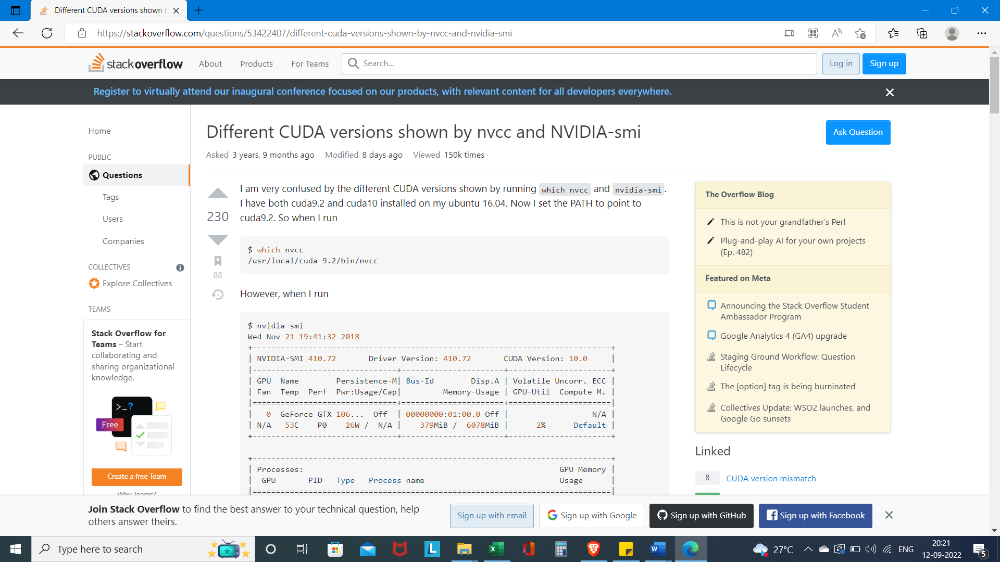 Different CUDA versions shown b
https://stackoverflow.com/questions/53422407/different-cuda-versions-shown-by-nvcc-and-nvidia-smi
stackoverflow
About
Products
For Teams
Search...
Log in
Sign up
Register to virtually attend our inaugural conference focused on our products, with relevant content for all developers everywhere.
Home
PUBLIC
Questions
Tags
Users
Companies
COLLECTIVES
Explore Collectives
TEAMS
Stack Overflow for
Teams – Start
collaborating and
sharing organizational
knowledge.
>_?
Free
Create a free Team
Why Teams?
Different CUDA versions shown by nvcc and NVIDIA-smi
Ask Question
Asked 3 years, 9 months ago Modified 8 days ago Viewed 150k times
230
88
I am very confused by the different CUDA versions shown by running which nvcc and nvidia-smi.
I have both cuda9.2 and cuda10 installed on my ubuntu 16.04. Now I set the PATH to point to
cuda9.2. So when I run
$ which nvcc
/usr/local/cuda-9.2/bin/nvcc
However, when I run
$ nvidia-smi
Wed Nov 21 19:41:32 2018
+-----------------------------------------------------------------------------+
| NVIDIA-SMI 410.72       Driver Version: 410.72       CUDA Version: 10.0     |
|-------------------------------+----------------------+----------------------+
| GPU  Name        Persistence-M| Bus-Id        Disp.A | Volatile Uncorr. ECC |
| Fan  Temp  Perf  Pwr:Usage/Cap|         Memory-Usage | GPU-Util  Compute M. |
|===============================+======================+======================|
|   0  GeForce GTX 106...  Off  | 00000000:01:00.0 Off |                  N/A |
| N/A   53C    P0    26W /  N/A |    379MiB /  6078MiB |      2%      Default |
+-------------------------------+----------------------+----------------------+
+-----------------------------------------------------------------------------+
| Processes:                                                       GPU Memory |
|  GPU       PID   Type   Process name                             Usage      |
|=============================================================================|
The Overflow Blog
This is not your grandfather's Perl
Plug-and-play AI for your own projects
(Ep. 482)
Featured on Meta
Announcing the Stack Overflow Student
Ambassador Program
Google Analytics 4 (GA4) upgrade
Staging Ground Workflow: Question
Lifecycle
The [option] tag is being burninated
Collectives Update: WSO2 launches, and
Google Go sunsets
Linked
8 CUDA version mismatch
Join Stack Overflow to find the best answer to your technical question, help
others answer theirs.
Sign up with email
Sign up with Google
Sign up with GitHub
Sign up with Facebook
Type here to search
27°C
ENG
20:21
12-09-2022
5